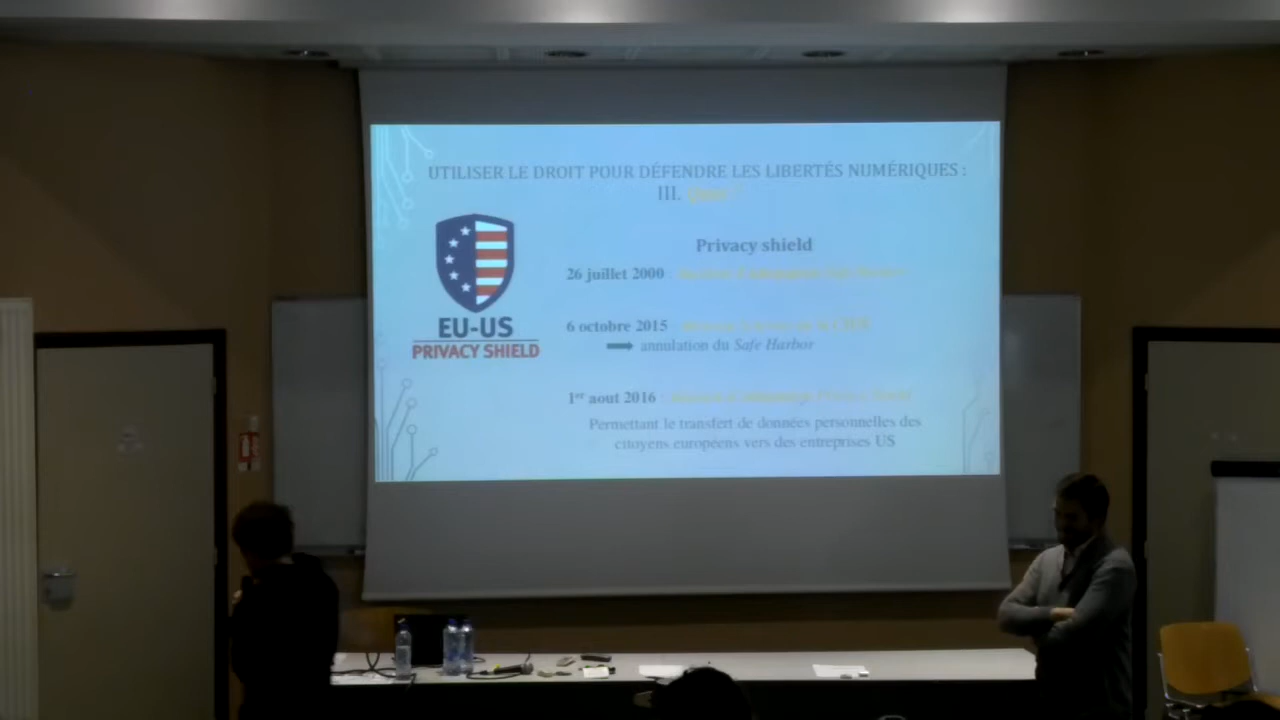 UTILISER LE DROIT POUR DÉFENDRE LES LIBERTÉS NUMÉRIQUES :
III.
EU-US
PRIVACY SHIELD
Privacy shield
26 juillet 2000
6 octobre 2015
annulation du Safe Harbor
1er aout 2016
Permettant le transfert de données personnelles des
citoyens européens vers des entreprises US